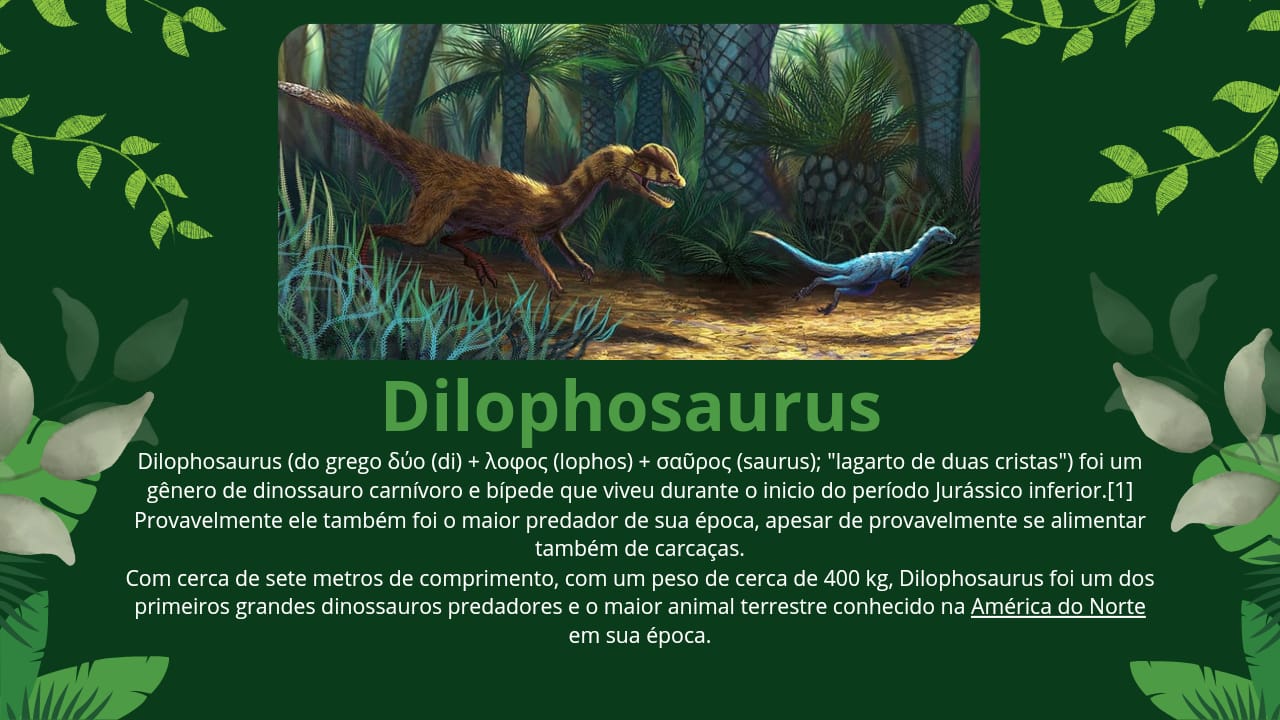 Dilophosaurus
Dilophosaurus (do grego δύο (di) + λοφος (lophos) + σαῦρος (saurus); "lagarto de duas cristas") foi um
gênero de dinossauro carnívoro e bípede que viveu durante o inicio do período Jurássico inferior.[1]
Provavelmente ele também foi o maior predador de sua época, apesar de provavelmente se alimentar
também de carcaças.
Com cerca de sete metros de comprimento, com um peso de cerca de 400 kg, Dilophosaurus foi um dos
primeiros grandes dinossauros predadores e o maior animal terrestre conhecido na América do Norte
em sua época.